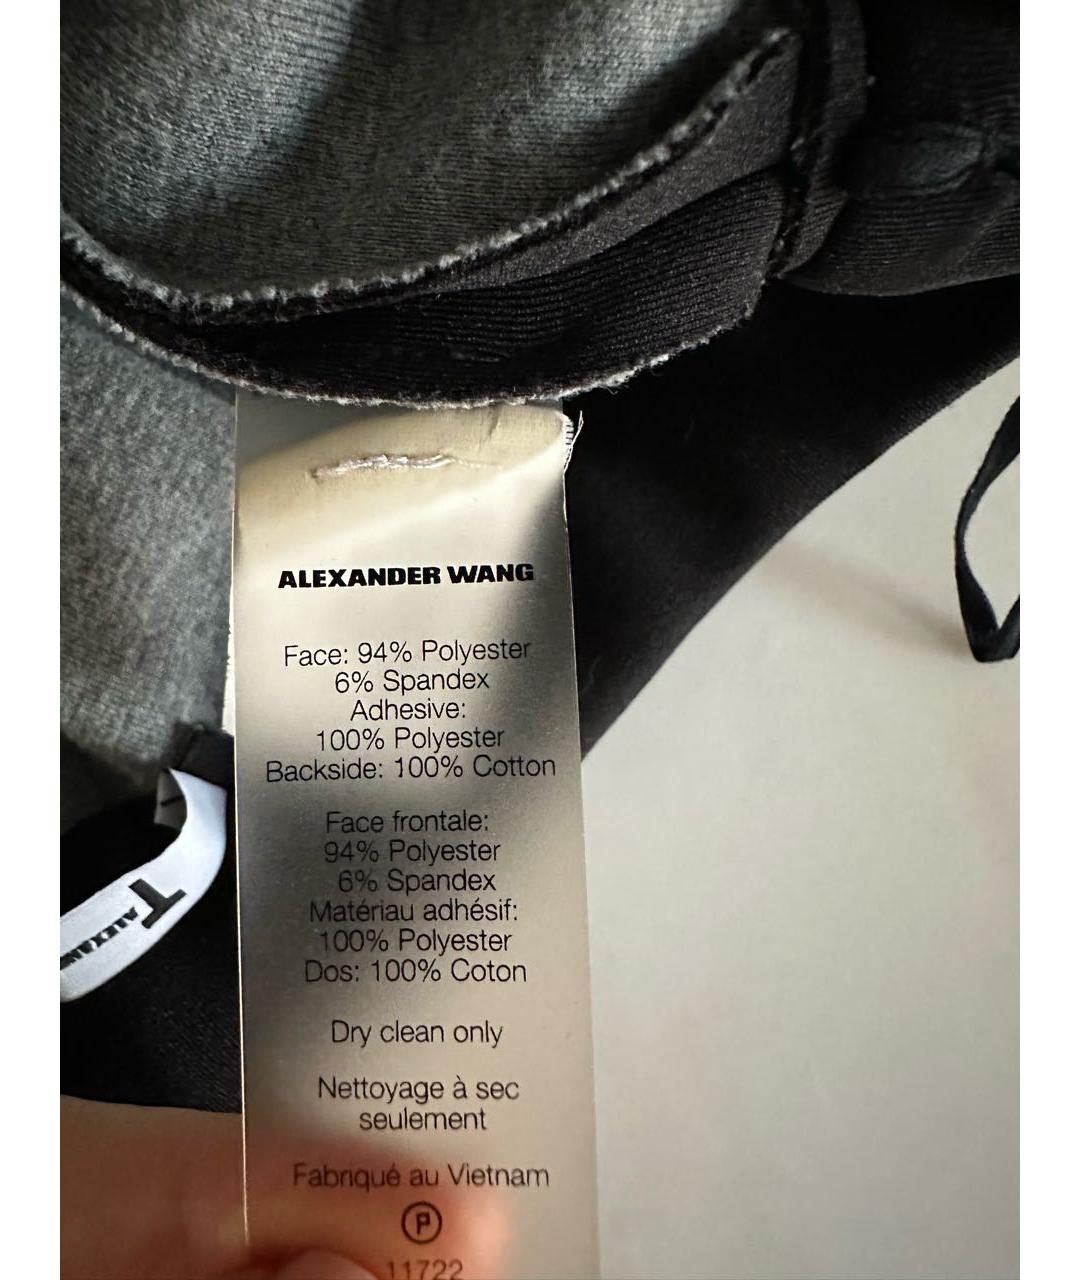 ALEXANDER WANG
Face: 94% Polyester
6% Spandex
Adhesive:
100% Polyester
Backside: 100% Cotton
Face frontale:
94% Polyester
6% Spandex
Matériau adhésif:
100% Polyester
Dos: 100% Coton
Dry clean only
Nettoyage à sec
seulement
Fabriqué au Vietnam
P
11722
T